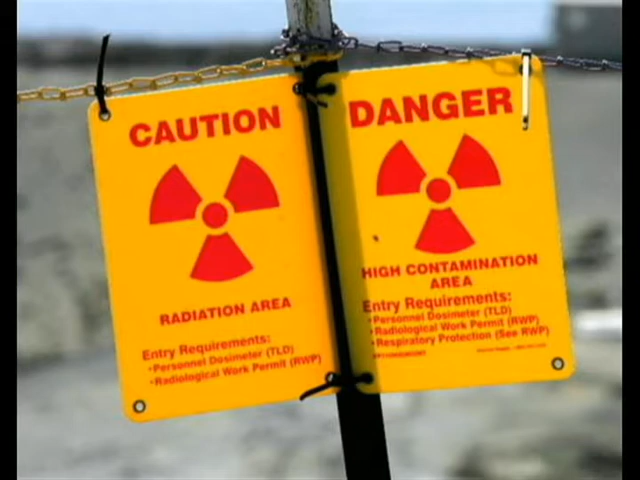 CAUTION
RADIATION AREA
Entry Requirements:
•Personnel Dosimeter (TLD)
•Radiological Work Permit (RWP)
DANGER
HIGH CONTAMINATION
AREA
Entry Requirements:
•Personnel Dosimeter (TLD)
•Radiological Work Permit (RWP)
•Respiratory Protection (See RWP)